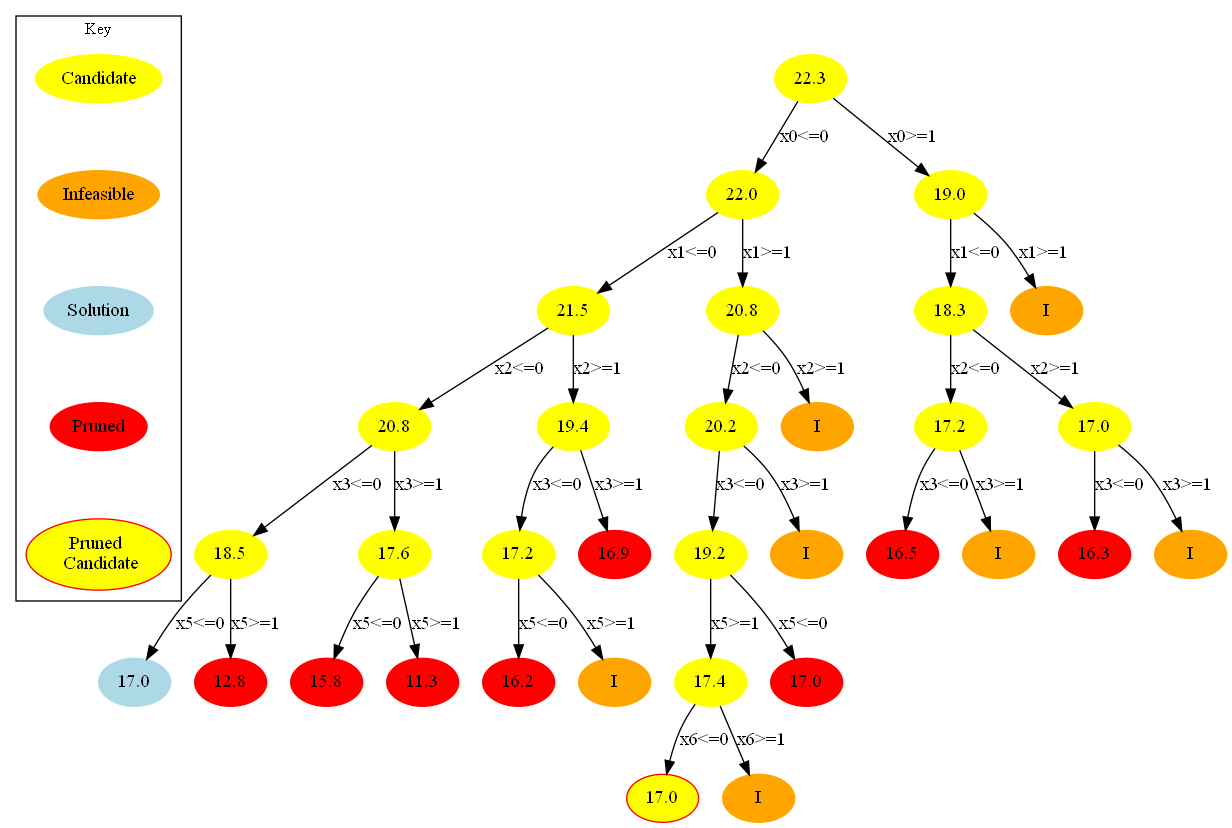 Key
Candidate
Infeasible
Solution
Pruned
Pruned
Candidate
22.3
x0<=0
x0>=1
22.0
19.0
x1<=0
x1>=1
x1<=0
x1>=1
21.5
20.8
18.3
I
x2<=0
x2>=1
x2<=0
x2>=1
x2<=0
x2>=1
20.8
19.4
20.2
I
17.2
17.0
x3<=0
x3>=1
x3<=0
x3>=1
x3<=0
x3>=1
x3<=0
x3>=1
x3<=0
x3>=1
18.5
17.6
17.2
16.9
19.2
I
16.5
I
16.3
I
x5<=0
x5>=1
x5<=0
x5>=1
x5<=0
x5>=1
x5>=1
x5<=0
17.0
12.8
15.8
11.3
16.2
I
17.4
17.0
x6<=0
x6>=1
17.0
I